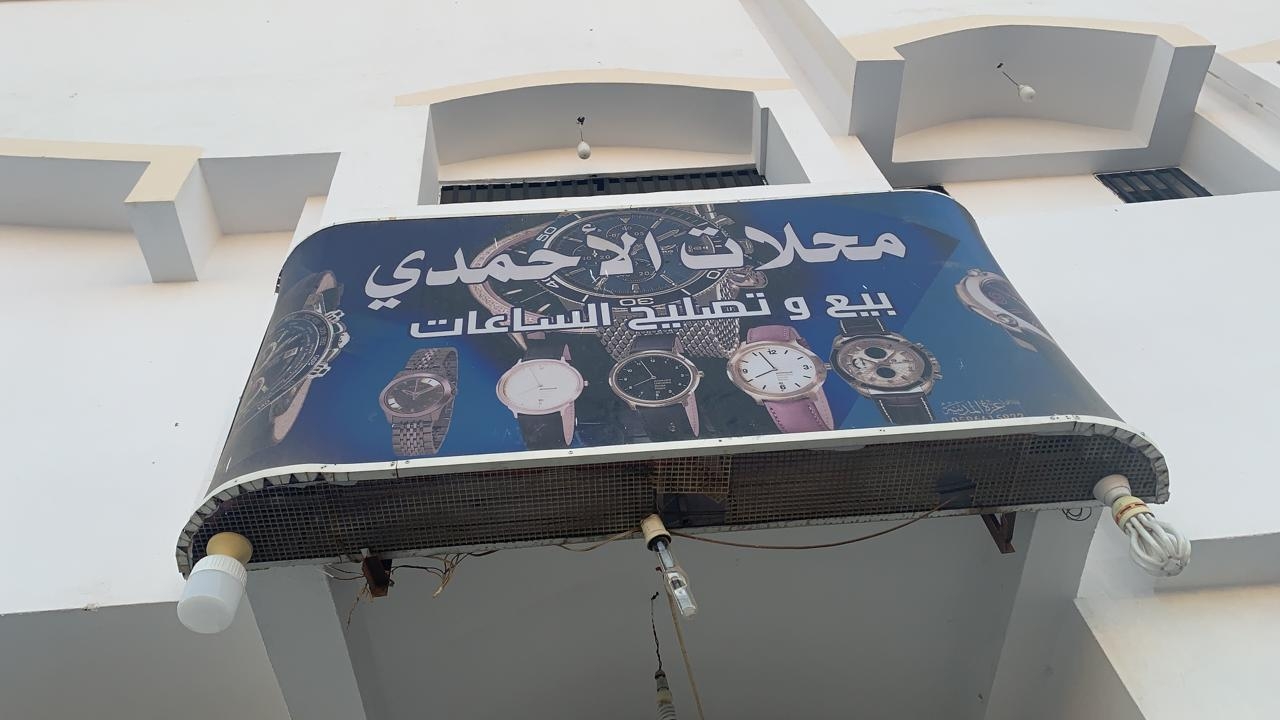 محلات الأحمدي
بيع و تصليح الساعات